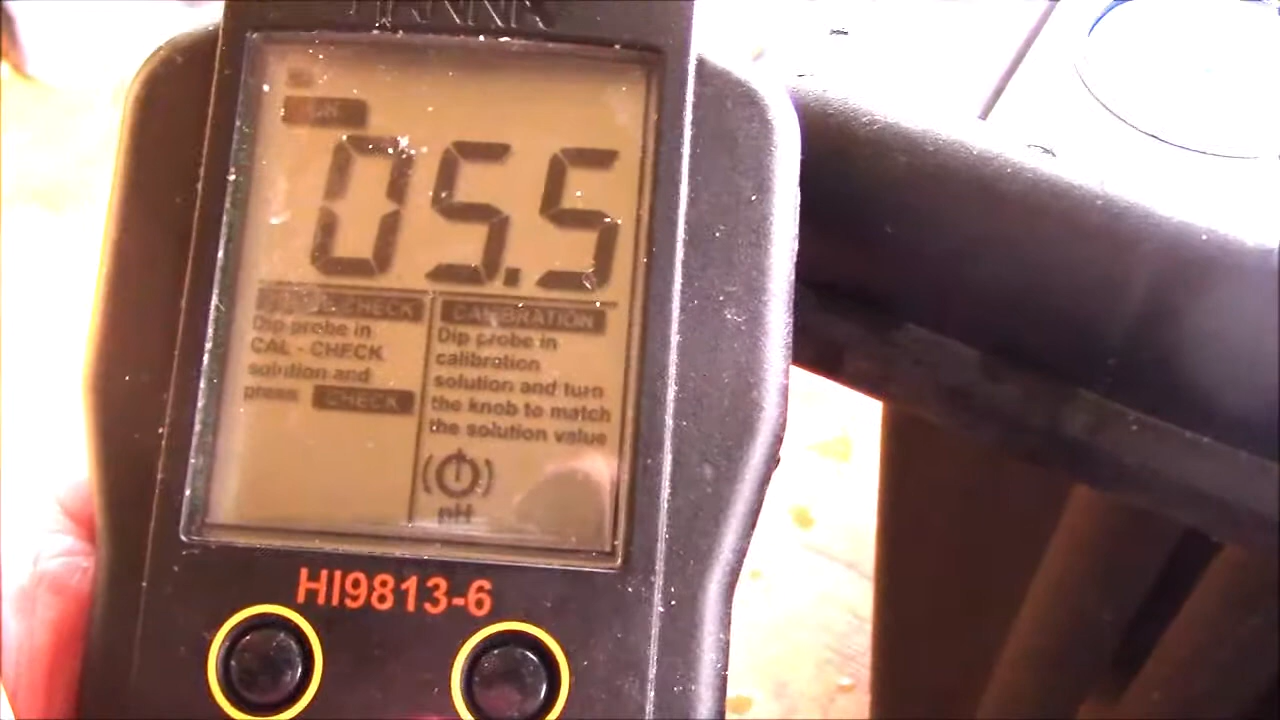 05.5
CHECK
CALIBRATION
Dip probe in
CAL - CHECK
solution and
press CHECK
Dip probe in
calibration
solution and turn
the knob to match
the solution value
pH
HI9813-6